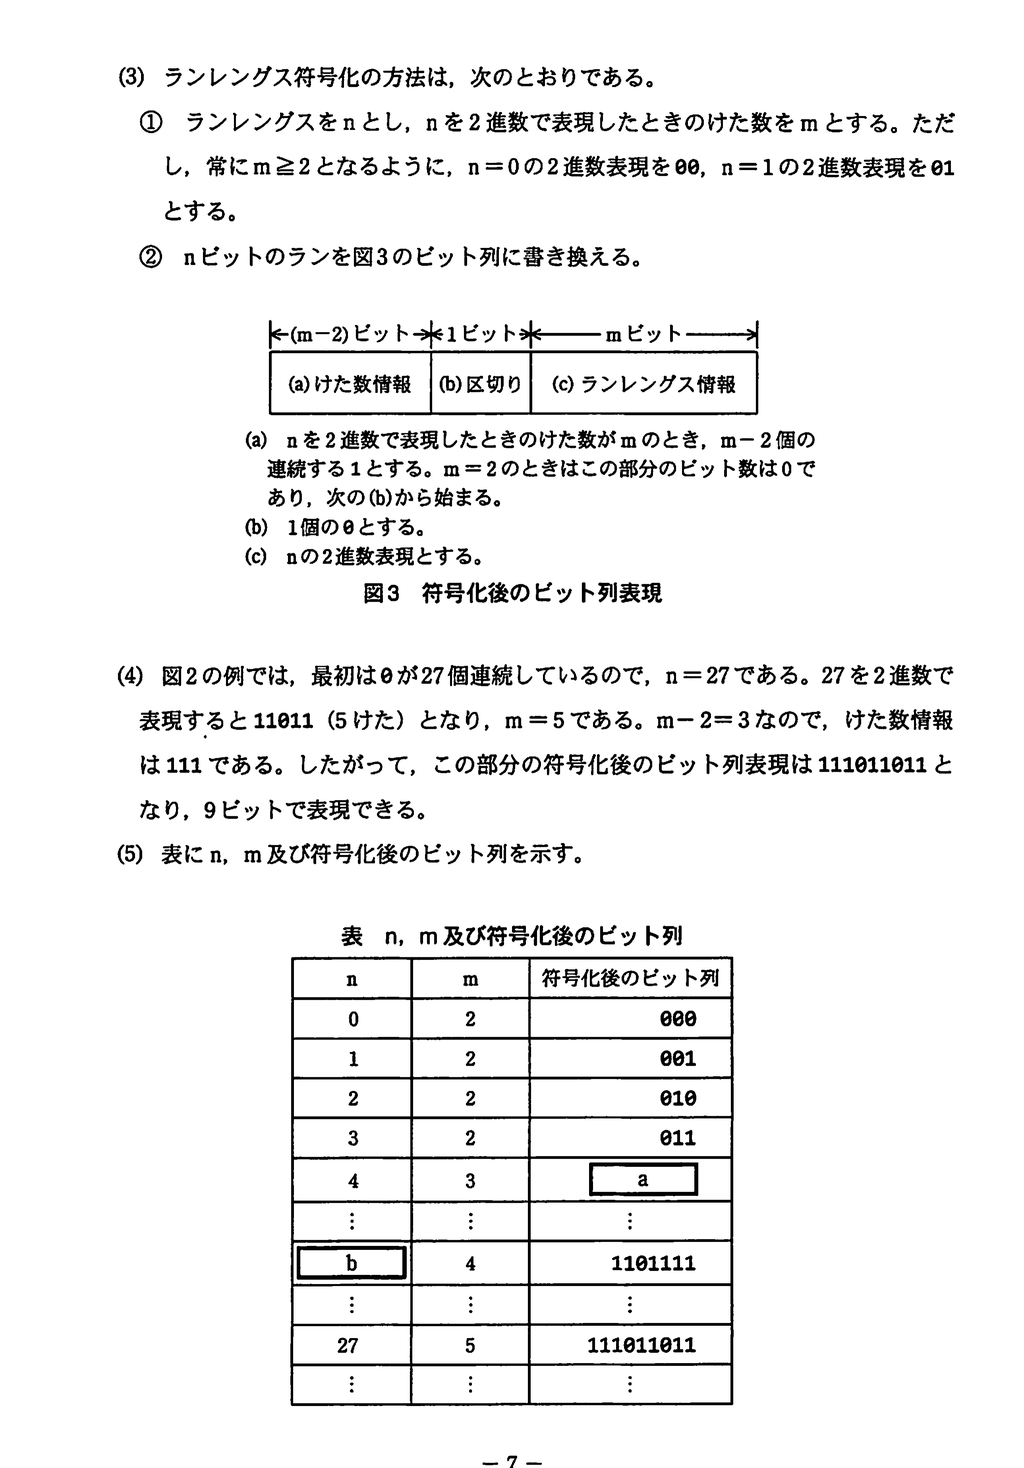 (3) ランレングス符号化の方法は，次のとおりである。
① ランレングスをnとし，nを2進数で表現したときのけた数をmとする。ただ
し，常にm≧2となるように，n＝0の2進数表現を00，n＝1の2進数表現を01
とする。
② nビットのランを図3のビット列に書き換える。
(m－2)ビット 1ビット mビット
(a)けた数情報 (b)区切り (c)ランレングス情報
(a) nを2進数で表現したときのけた数がmのとき，m－2個の
連続する1とする。m＝2のときはこの部分のビット数は0で
あり，次の(b)から始まる。
(b) 1個の0とする。
(c) nの2進数表現とする。
図3 符号化後のビット列表現
(4) 図2の例では，最初は0が27個連続しているので，n＝27である。27を2進数で
表現すると11011（5けた）となり，m＝5である。m－2＝3なので，けた数情報
は111である。したがって，この部分の符号化後のビット列表現は111011011と
なり，9ビットで表現できる。
(5) 表にn，m及び符号化後のビット列を示す。
表 n，m及び符号化後のビット列
n m 符号化後のビット列
0 2 000
1 2 001
2 2 010
3 2 011
4 3 a
⋮ ⋮ ⋮
b 4 1101111
⋮ ⋮ ⋮
27 5 111011011
⋮ ⋮ ⋮
－7－